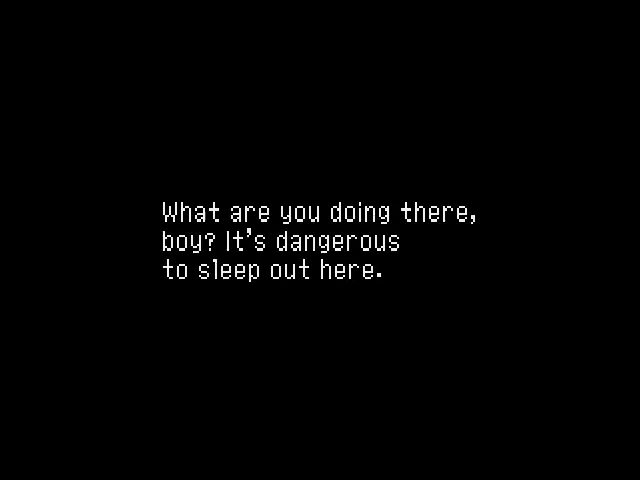 What are you doing there,
boy? It's dangerous
to sleep out here.